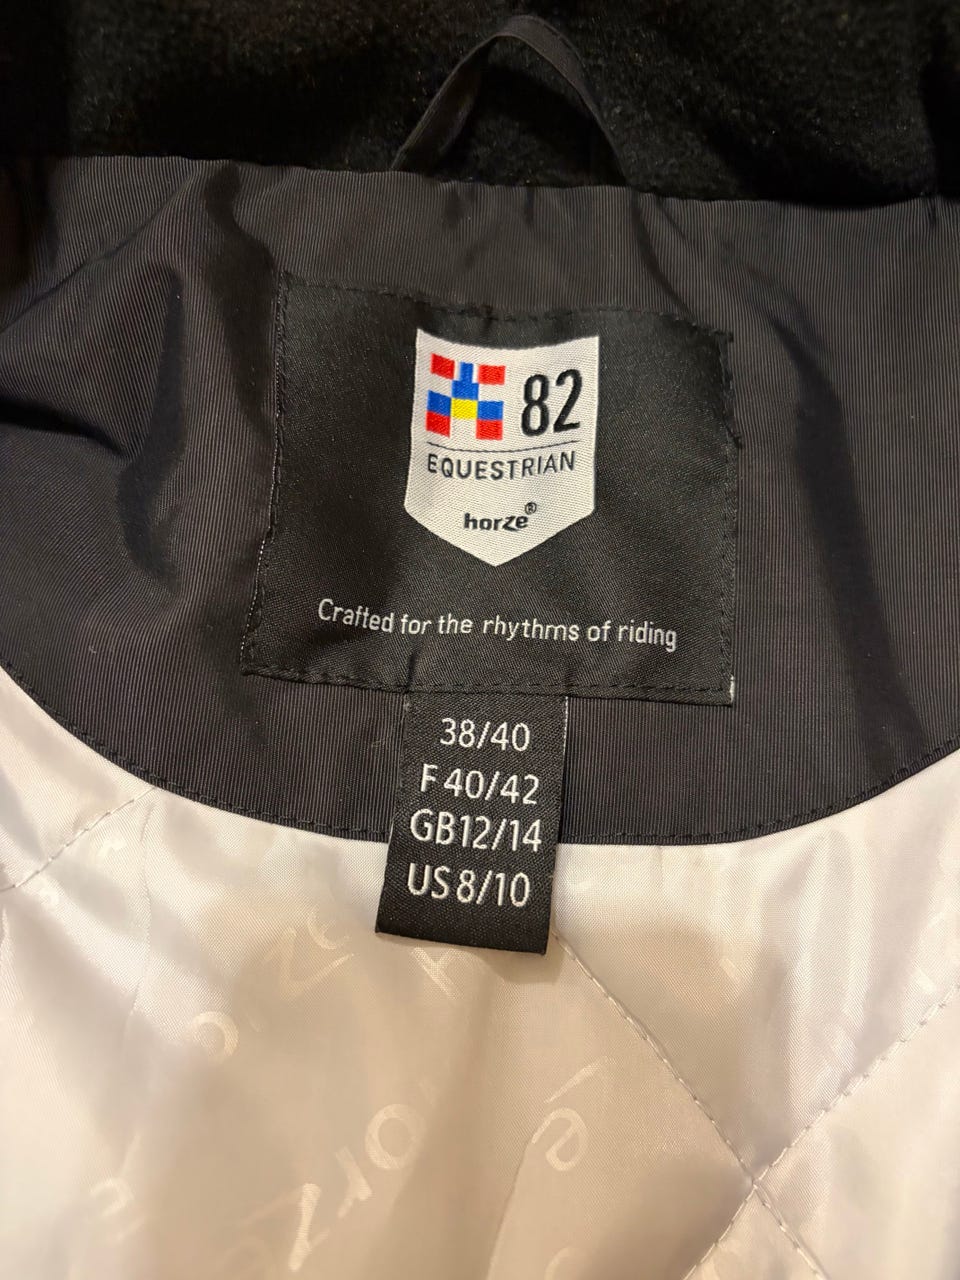 82
EQUESTRIAN
horze®
Crafted for the rhythms of riding
38/40
F 40/42
GB12/14
US 8/10